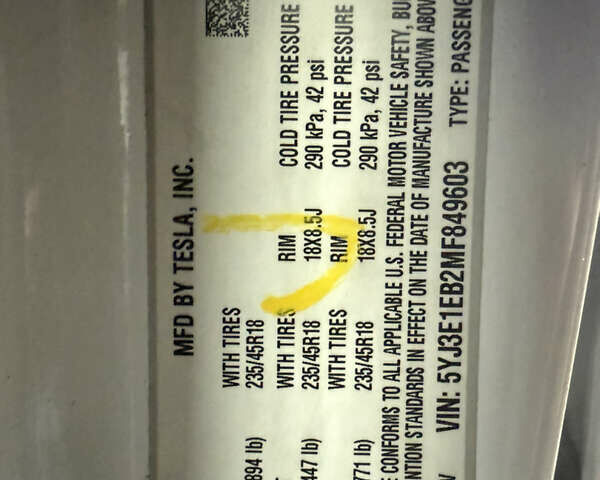 MFD BY TESLA, INC.
WITH TIRES
235/45R18
894 lb)
WITH TIRES RIM COLD TIRE PRESSURE
235/45R18 18X8.5J 290 kPa, 42 psi
447 lb)
WITH TIRES RIM COLD TIRE PRESSURE
235/45R18 18X8.5J 290 kPa, 42 psi
771 lb)
E CONFORMS TO ALL APPLICABLE U.S. FEDERAL MOTOR VEHICLE SAFETY, BU
NTION STANDARDS IN EFFECT ON THE DATE OF MANUFACTURE SHOWN ABOV
VIN: 5YJ3E1EB2MF849603 TYPE: PASSENG